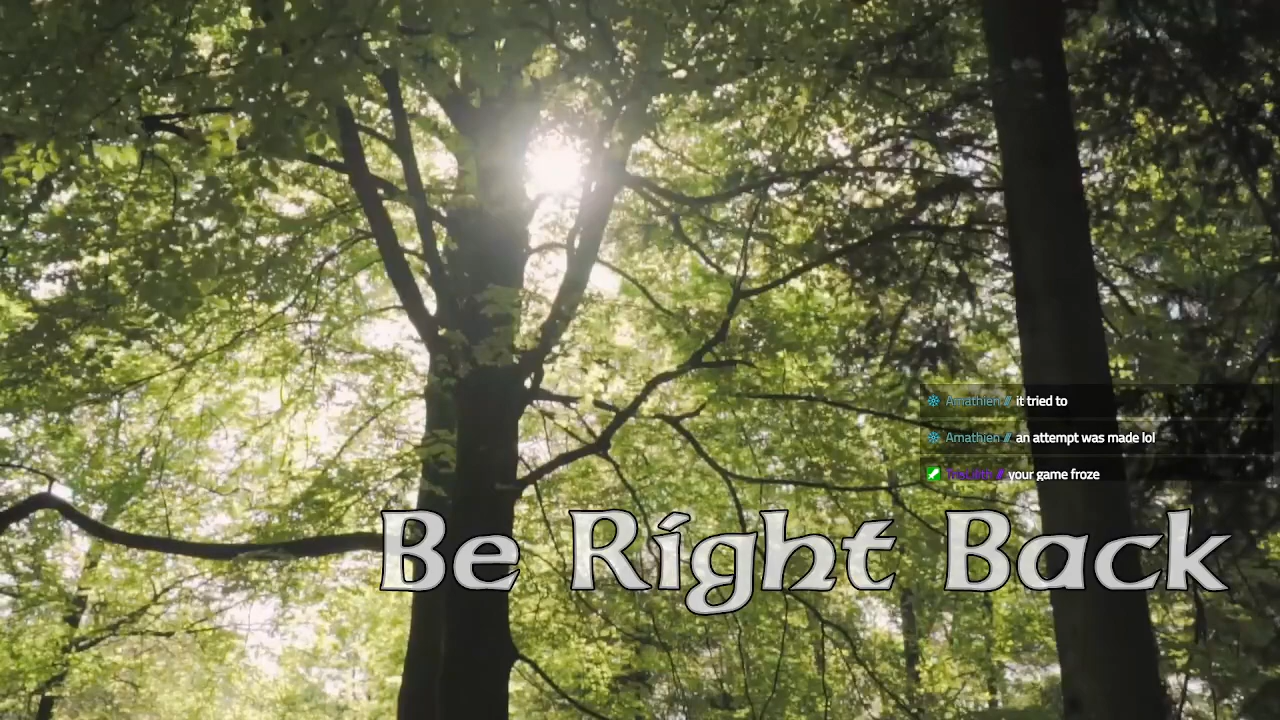 Amathien // it tried to
Amathien // an attempt was made lol
// your game froze
Be Right Back